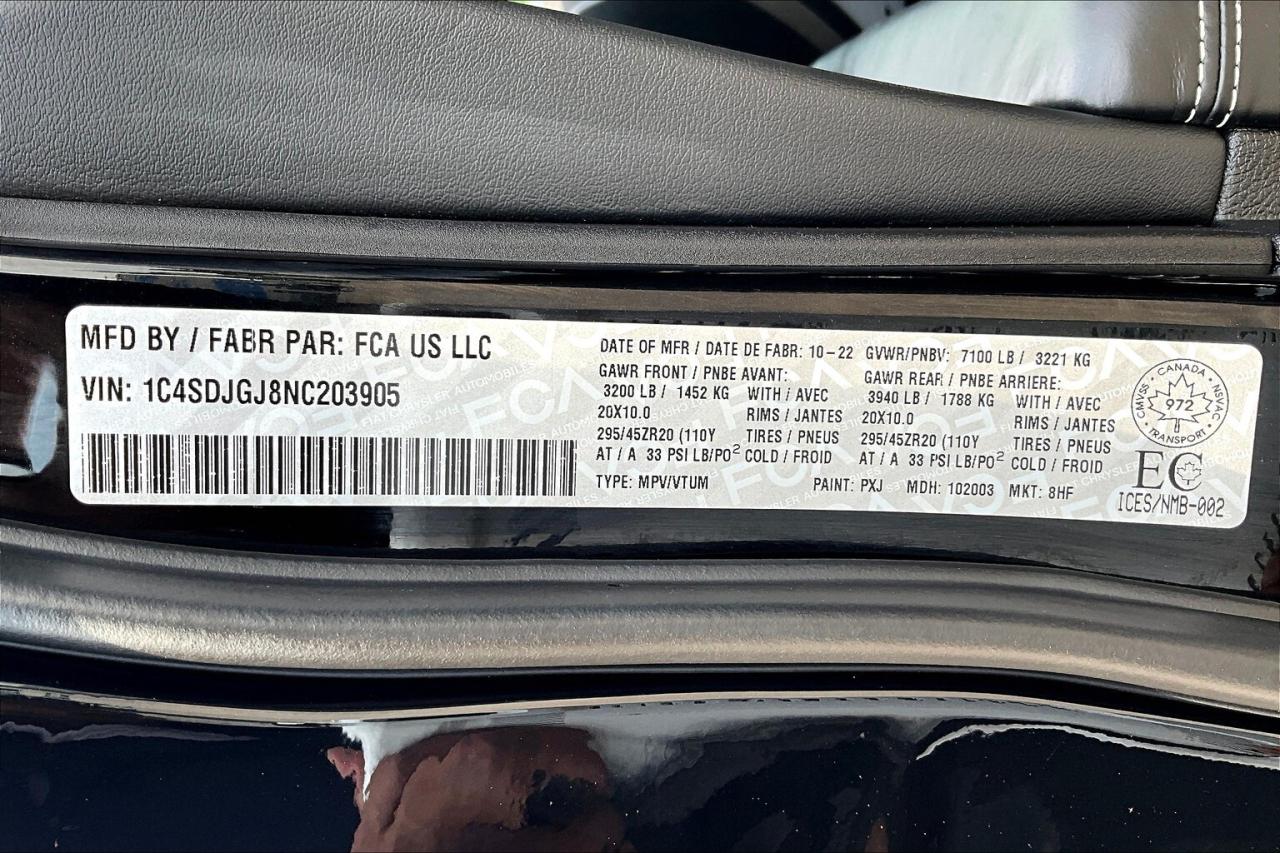 MFD BY / FABR PAR: FCA US LLC
VIN: 1C4SDJGJ8NC203905
DATE OF MFR / DATE DE FABR: 10-22 GVWR/PNBV: 7100 LB / 3221 KG
GAWR FRONT / PNBE AVANT: GAWR REAR / PNBE ARRIERE:
3200 LB / 1452 KG WITH / AVEC 3940 LB / 1788 KG WITH / AVEC
20X10.0 RIMS / JANTES 20X10.0 RIMS / JANTES
295/45ZR20 (110Y TIRES / PNEUS 295/45ZR20 (110Y TIRES / PNEUS
AT / A 33 PSI LB/PO² COLD / FROID AT / A 33 PSI LB/PO² COLD / FROID
TYPE: MPV/VTUM PAINT: PXJ MDH: 102003 MKT: 8HF
CANADA
CMVSS 972 NSVAC
TRANSPORT
EC
ICES/NMB-002